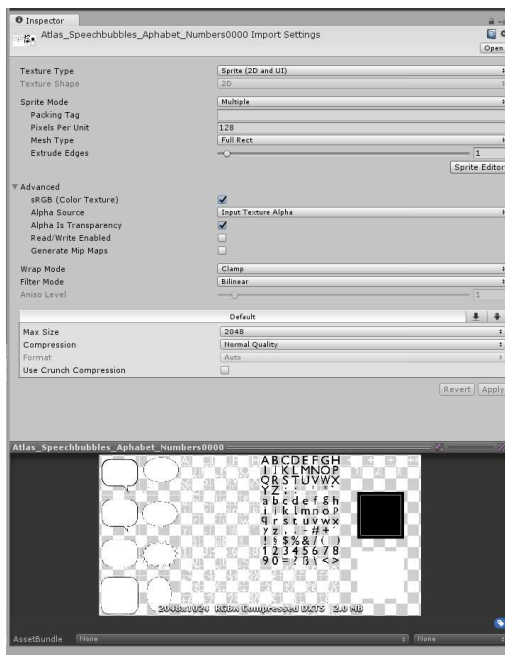 Inspector
Atlas_Speechbubbles_Aphabet_Numbers0000 Import Settings
Open
Texture Type Sprite (2D and UI)
Texture Shape 2D
Sprite Mode Multiple
Packing Tag
Pixels Per Unit 128
Mesh Type Full Rect
Extrude Edges 1
Sprite Editor
Advanced
sRGB (Color Texture)
Alpha Source Input Texture Alpha
Alpha Is Transparency
Read/Write Enabled
Generate Mip Maps
Wrap Mode Clamp
Filter Mode Bilinear
Aniso Level 1
Default
Max Size 2048
Compression Normal Quality
Format Auto
Use Crunch Compression
Revert Apply
Atlas_Speechbubbles_Aphabet_Numbers0000
ABCDEFGH
IJKLMNOP
QRSTUVWX
YZ
abcdefgh
ijklmnop
qrstuvwx
yz
! § $ % & / ( )
12345678
90=?ß\<>
2048x1024 RGBA Compressed DXT5 2.0 MB
AssetBundle None None